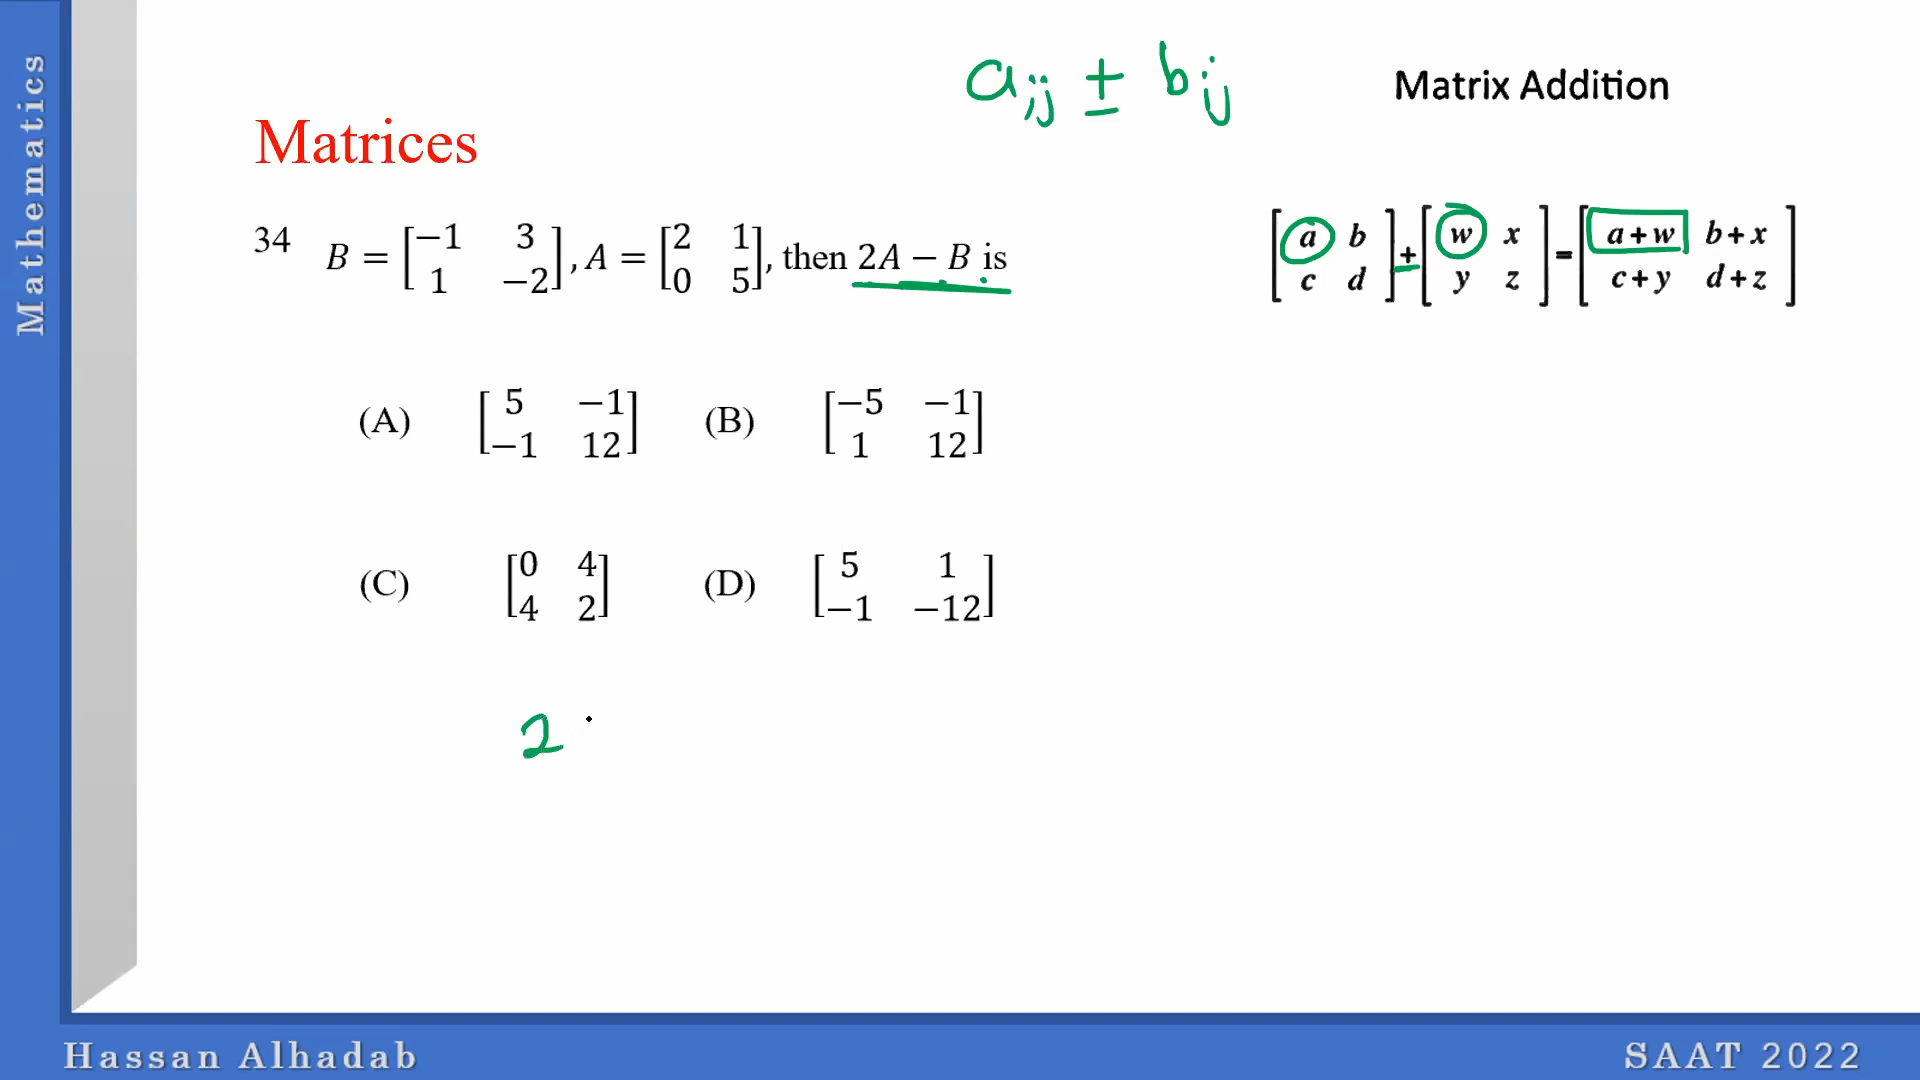 Mathematics
aij ± bij
Matrix Addition
Matrices
[a b; c d] + [w x; y z] = [a+w b+x; c+y d+z]
34 B = [−1 3; 1 −2], A = [2 1; 0 5], then 2A − B is
(A) [5 −1; −1 12] (B) [−5 −1; 1 12]
(C) [0 4; 4 2] (D) [5 1; −1 −12]
2
Hassan Alhadab
SAAT 2022